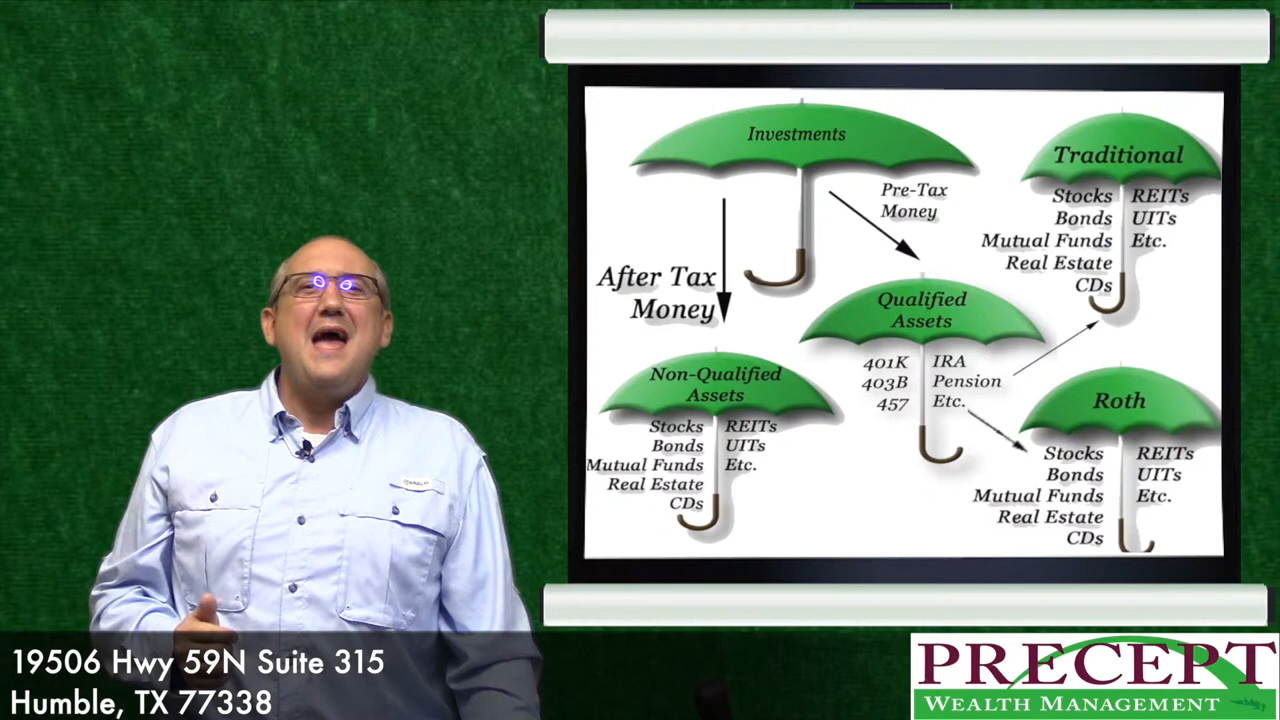 Investments
Pre-Tax
Money
After Tax
Money
Traditional
Stocks REITs
Bonds UITs
Mutual Funds Etc.
Real Estate
CDs
Qualified
Assets
401K IRA
403B Pension
457 Etc.
Non-Qualified
Assets
Stocks REITs
Bonds UITs
Mutual Funds Etc.
Real Estate
CDs
Roth
Stocks REITs
Bonds UITs
Mutual Funds Etc.
Real Estate
CDs
19506 Hwy 59N Suite 315
Humble, TX 77338
PRECEPT
WEALTH MANAGEMENT